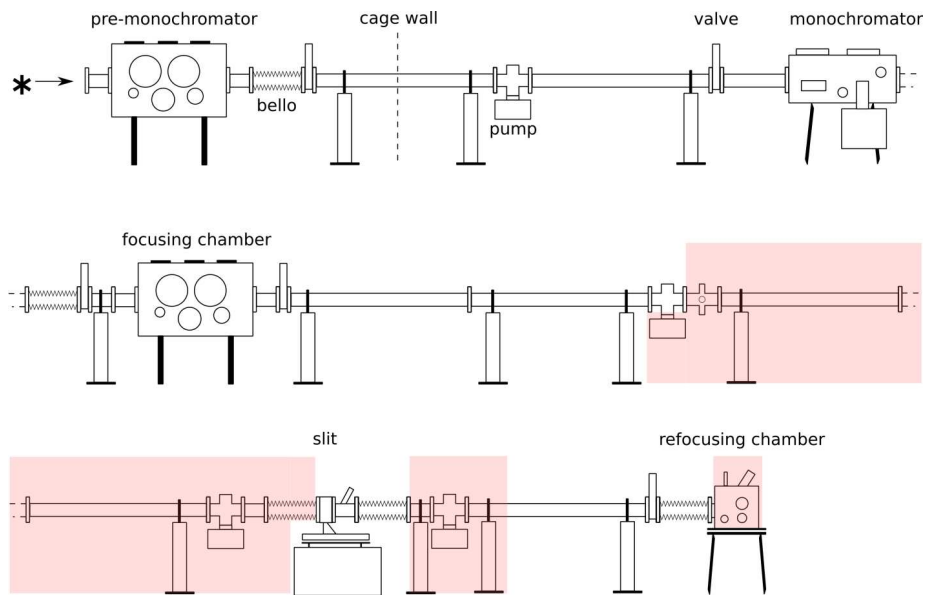 pre-monochromator
cage wall
valve
monochromator
*
bello
pump
focusing chamber
slit
refocusing chamber